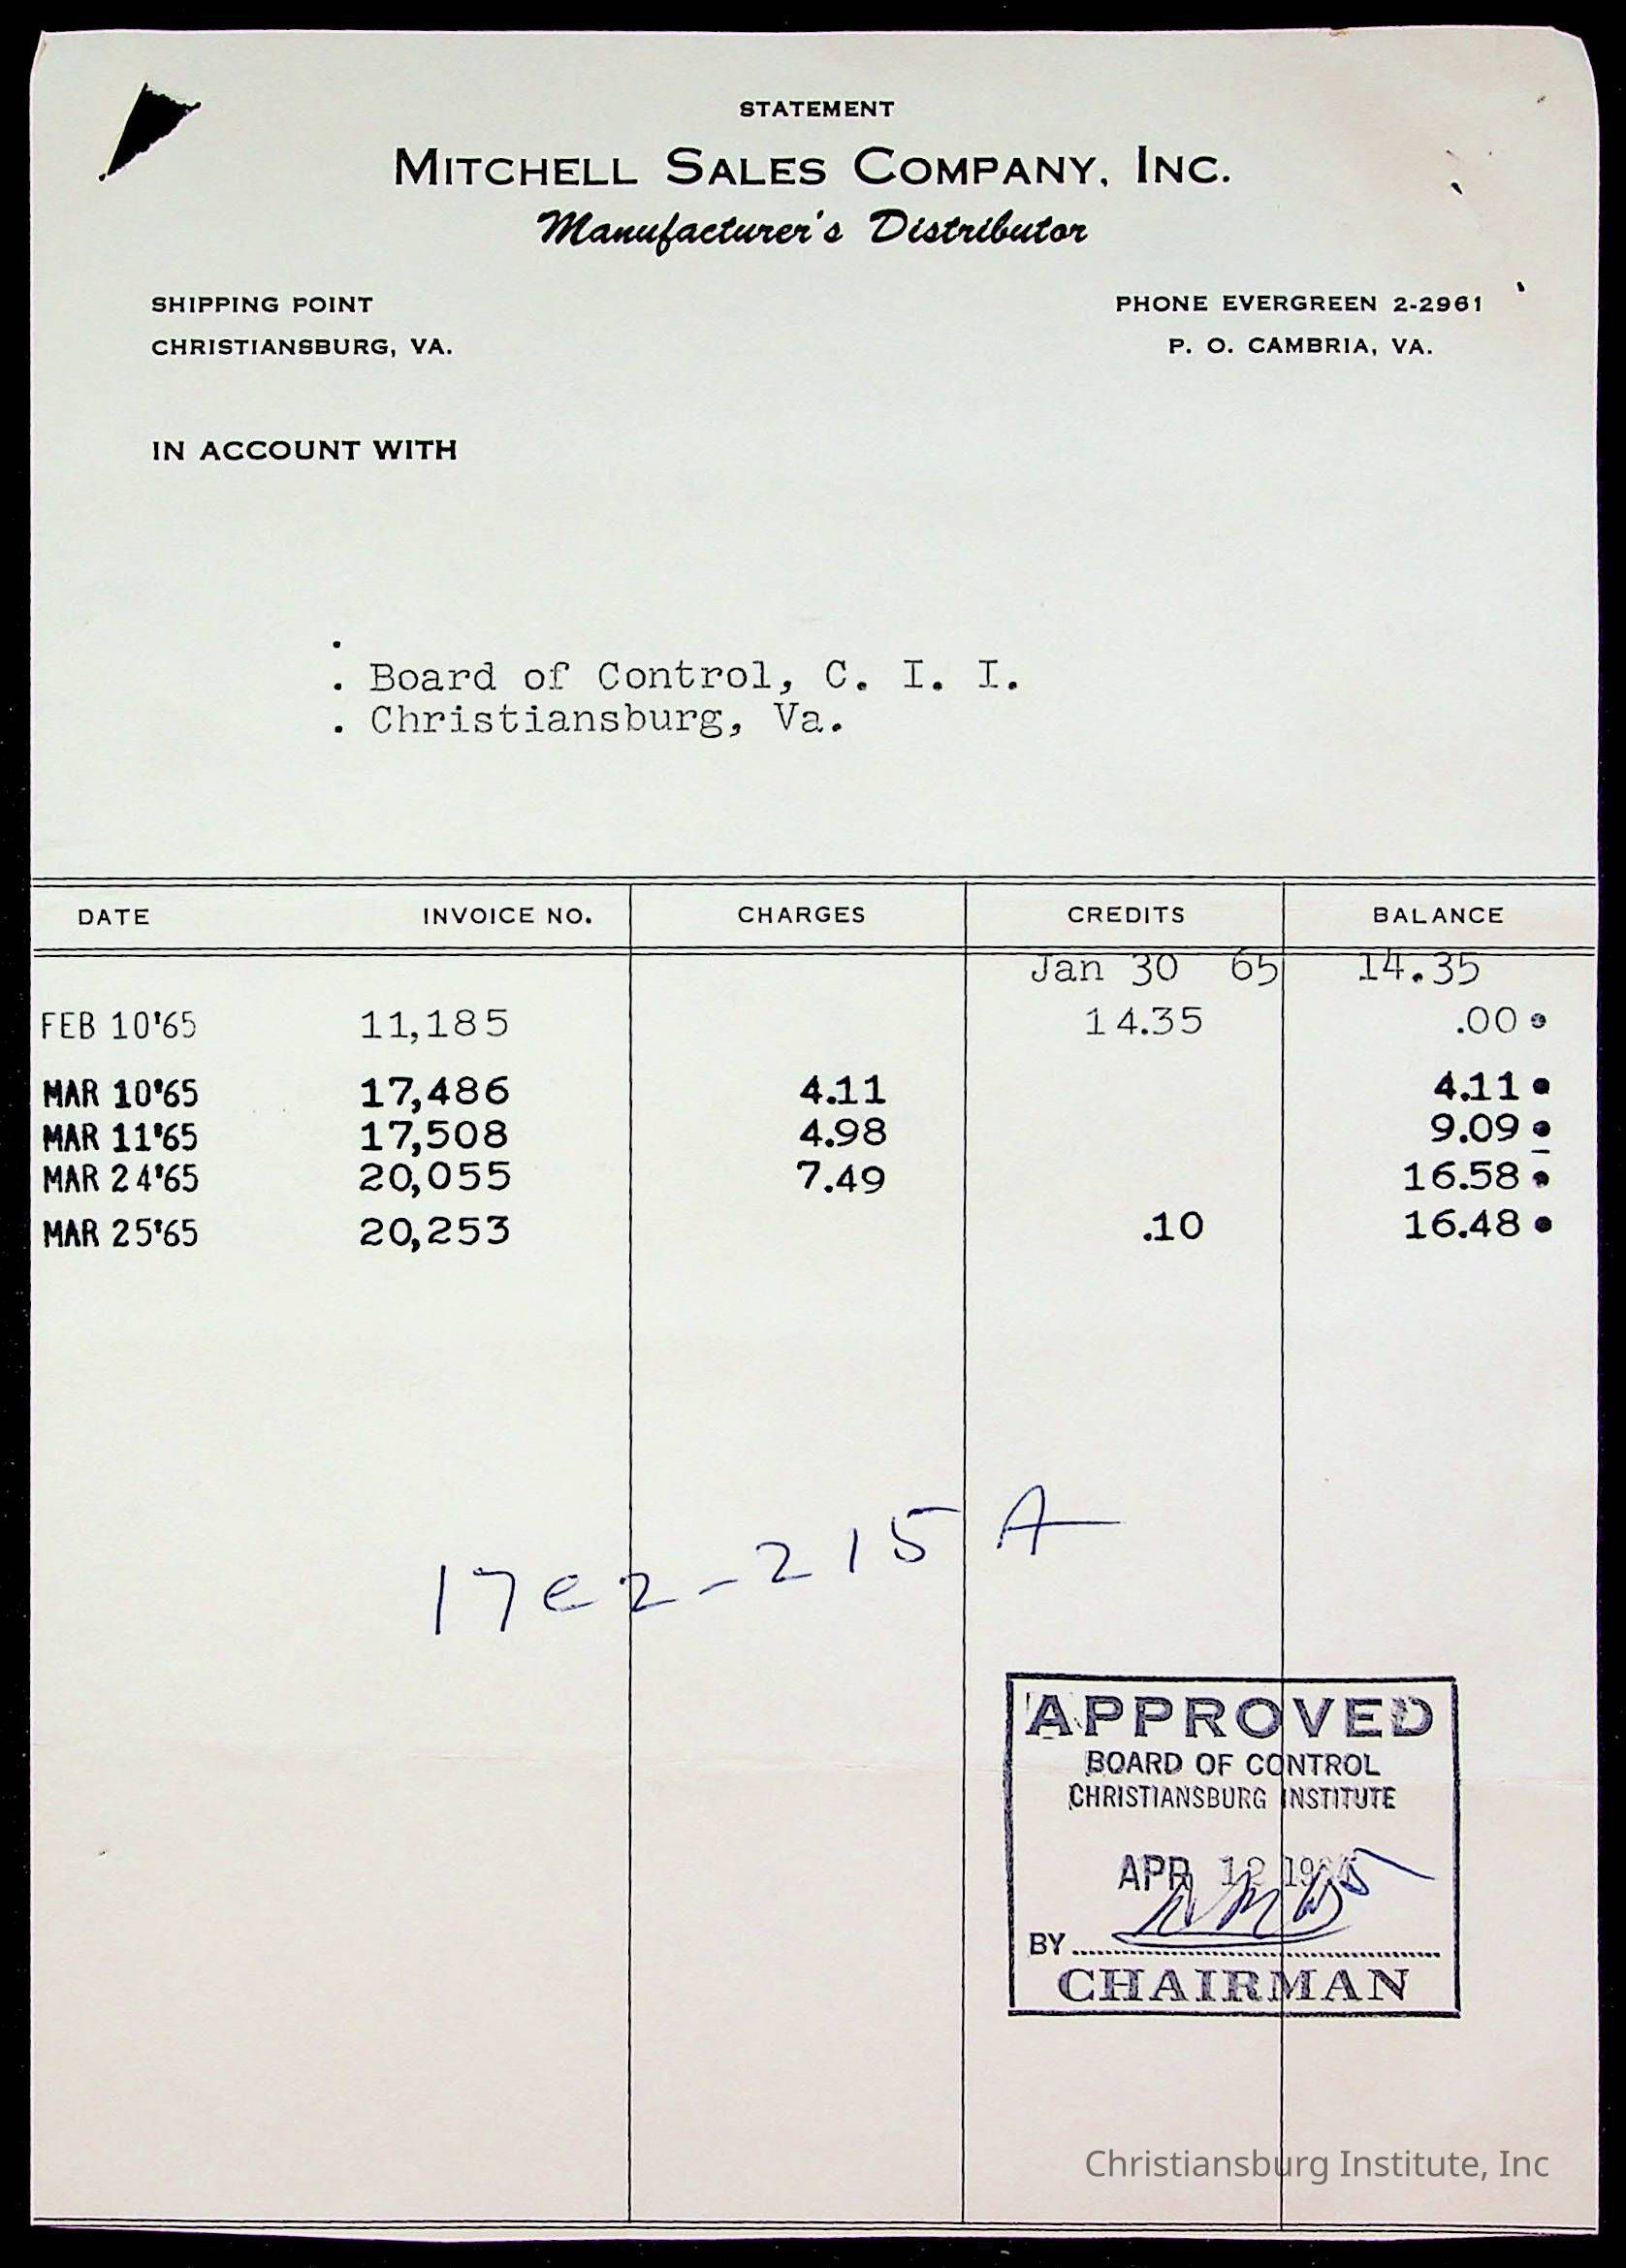 STATEMENT
MITCHELL SALES COMPANY, INC.
Manufacturer's Distributor
SHIPPING POINT PHONE EVERGREEN 2-2961
CHRISTIANSBURG, VA. P. O. CAMBRIA, VA.
IN ACCOUNT WITH
. Board of Control, C. I. I.
. Christiansburg, Va.
DATE INVOICE NO. CHARGES CREDITS BALANCE
Jan 30 65 14.35
FEB 10'65 11,185 14.35 .00
MAR 10'65 17,486 4.11 4.11
MAR 11'65 17,508 4.98 9.09
MAR 24'65 20,055 7.49 16.58
MAR 25'65 20,253 .10 16.48
17e2-215 A
APPROVED
BOARD OF CONTROL
CHRISTIANSBURG INSTITUTE
APR 12 1965
BY
CHAIRMAN
Christiansburg Institute, Inc